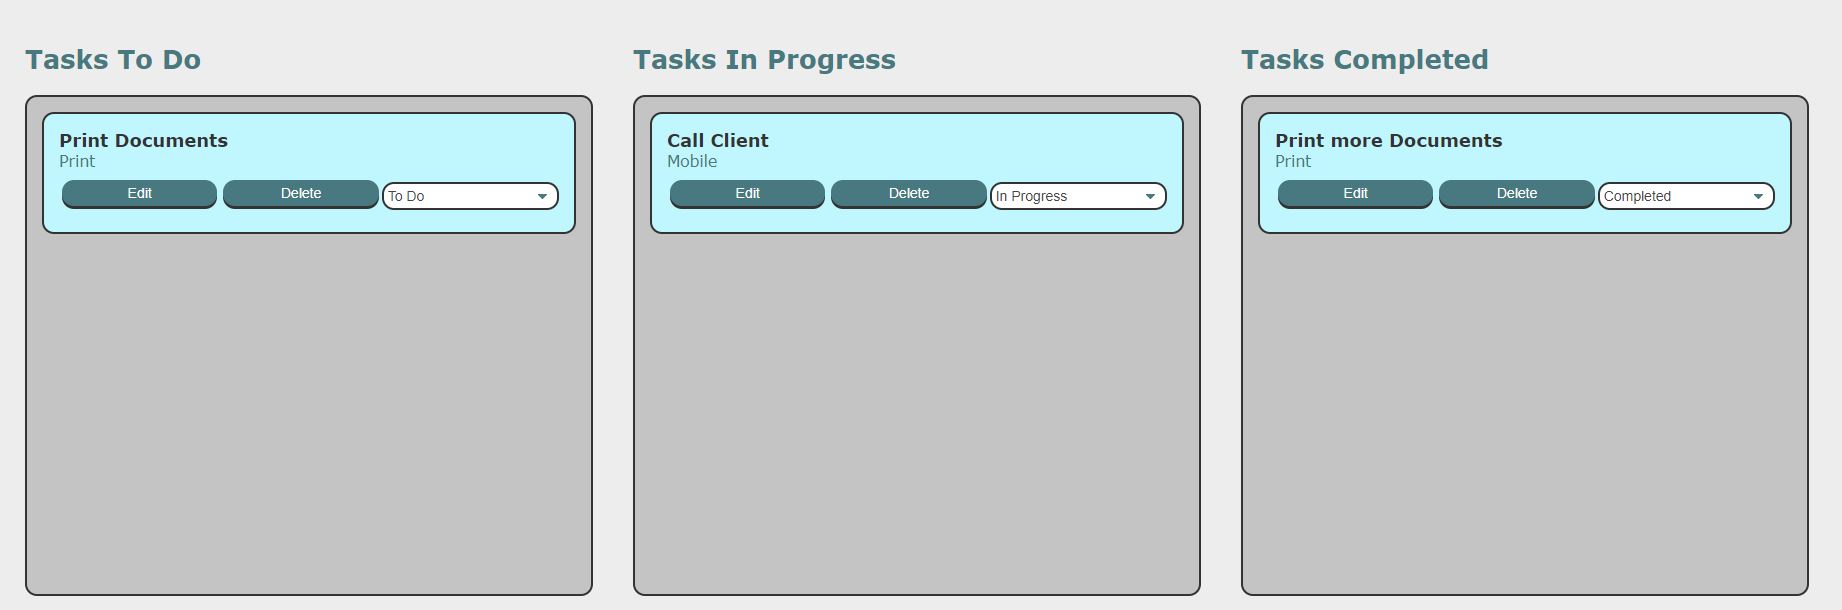 Tasks To Do
Print Documents
Print
Edit Delete To Do
Tasks In Progress
Call Client
Mobile
Edit Delete In Progress
Tasks Completed
Print more Documents
Print
Edit Delete Completed